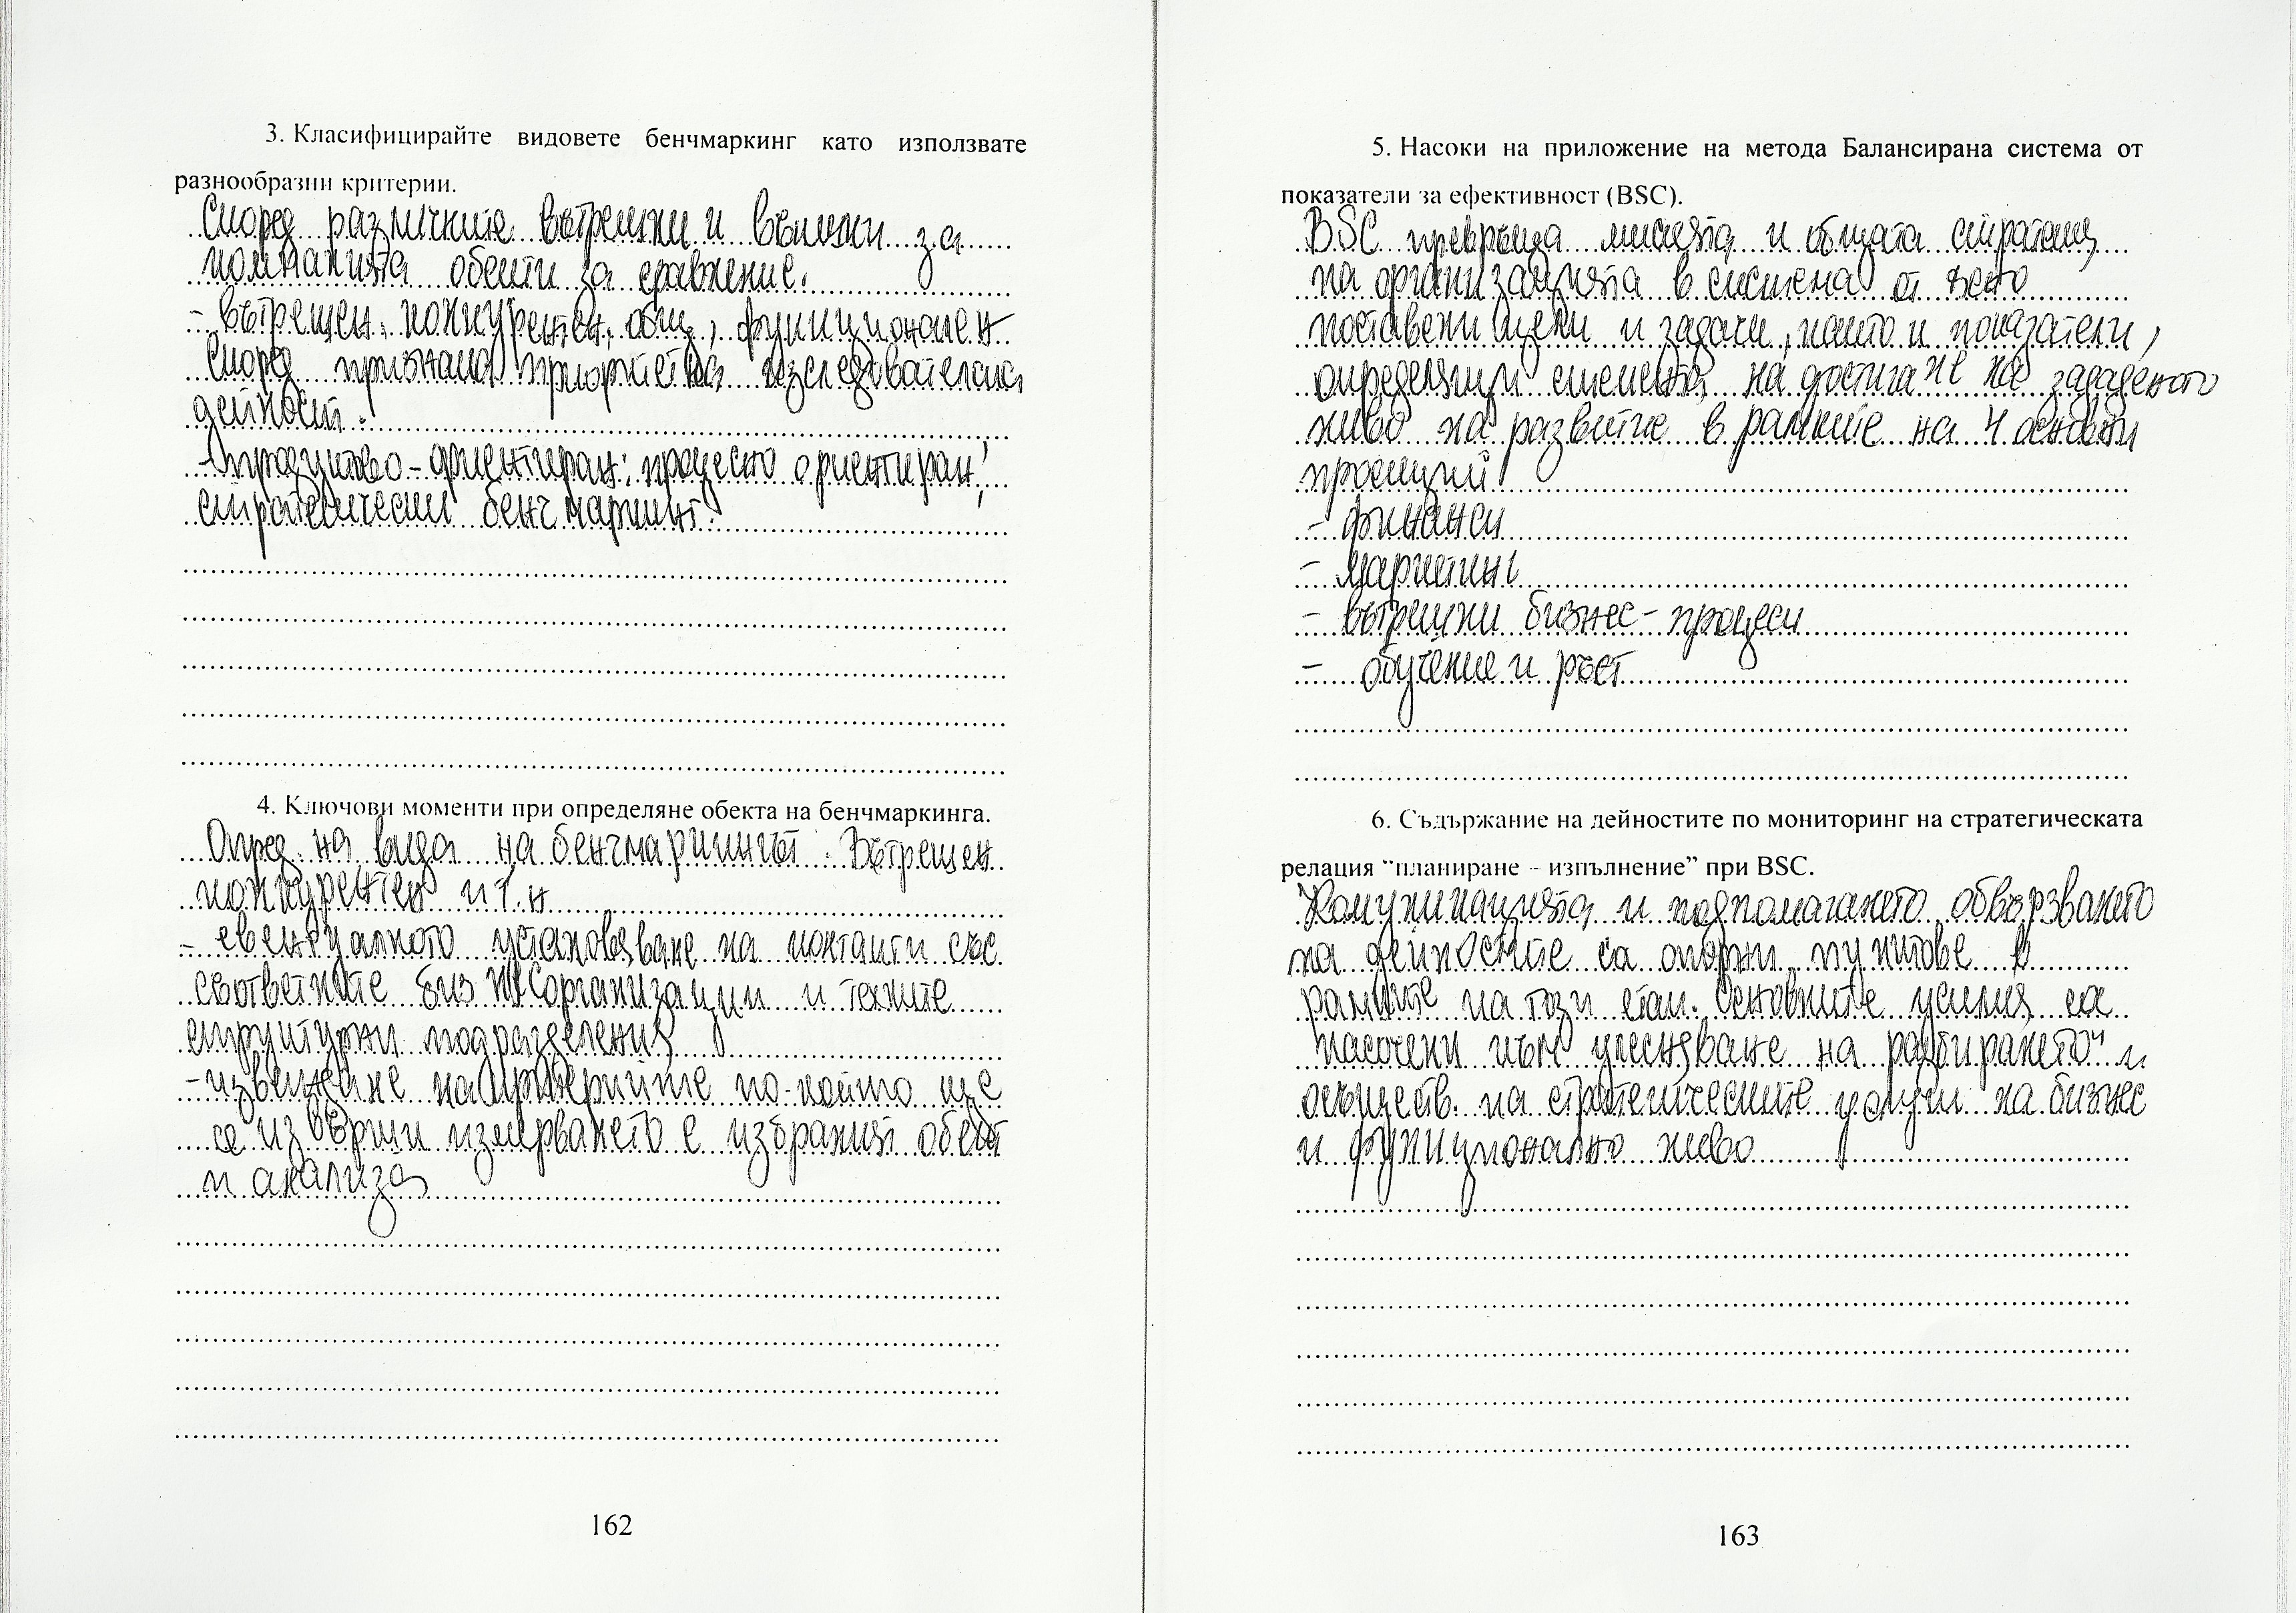 3. Класифицирайте видовете бенчмаркинг като използвате
разнообразни критерии.
Според различните вътрешни и външни за
компанията обекти за сравнение.
- вътрешен, конкурентен, общ, функционален
Според признака приоритетна изследователска
дейност.
- продуктово-ориентиран; процесно ориентиран;
стратегически бенчмаркинг.
4. Ключови моменти при определяне обекта на бенчмаркинга.
Опред. на вида на бенчмаркингът. Вътрешен
конкурентен и т.н
- евентуалното установяване на контакти със
съответните бизнес организации и техните
структурни подразделения
- извеждане на критериите по-който ще
се извърши измерването е избрания обект
и анализа
162
5. Насоки на приложение на метода Балансирана система от
показатели за ефективност (BSC).
BSC превръща мисията и общата стратегия
на организацията в система от ясно
поставени цели и задачи, както и показатели,
определящи степента на достигане на зададеното
ниво на развитие в рамките на 4 основни
проекции
- финанси
- маркетинг
- вътрешни бизнес-процеси
- обучение и ръст
6. Съдържание на дейностите по мониторинг на стратегическата
релация “планиране - изпълнение” при BSC.
Комуникацията и подпомагането обвързването
на дейностите са опорни пунктове в
рамките на този етап. Основните усилия са
насочени към улесняване на разбирането и
осъществ. на стратегическите услуги на бизнес
и функционално ниво
163